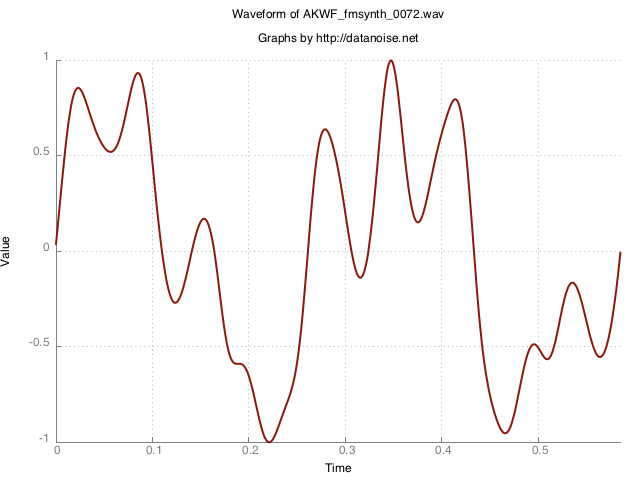 Waveform of AKWF_fmsynth_0072.wav
Graphs by http://datanoise.net
1
0.5
0
-0.5
-1
Value
0 0.1 0.2 0.3 0.4 0.5
Time